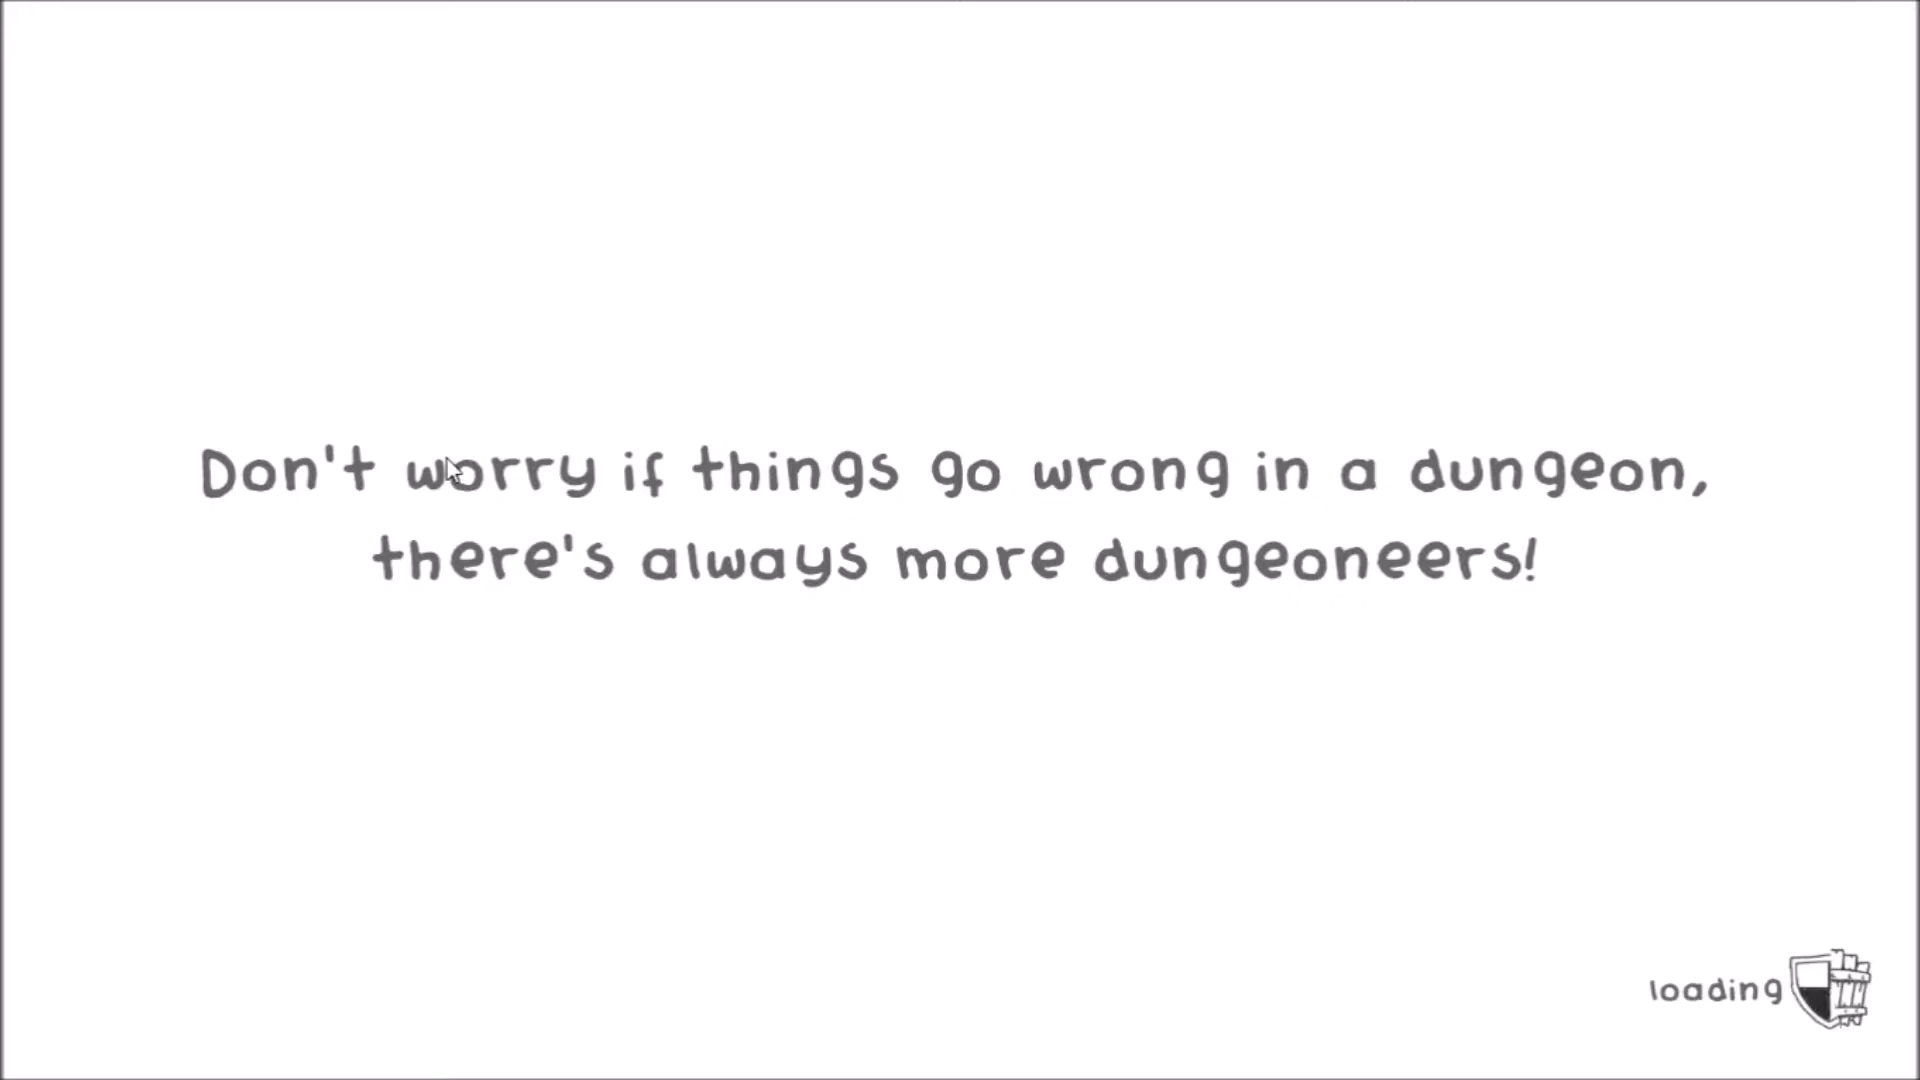 Don't worry if things go wrong in a dungeon,
there's always more dungeoneers!
loading